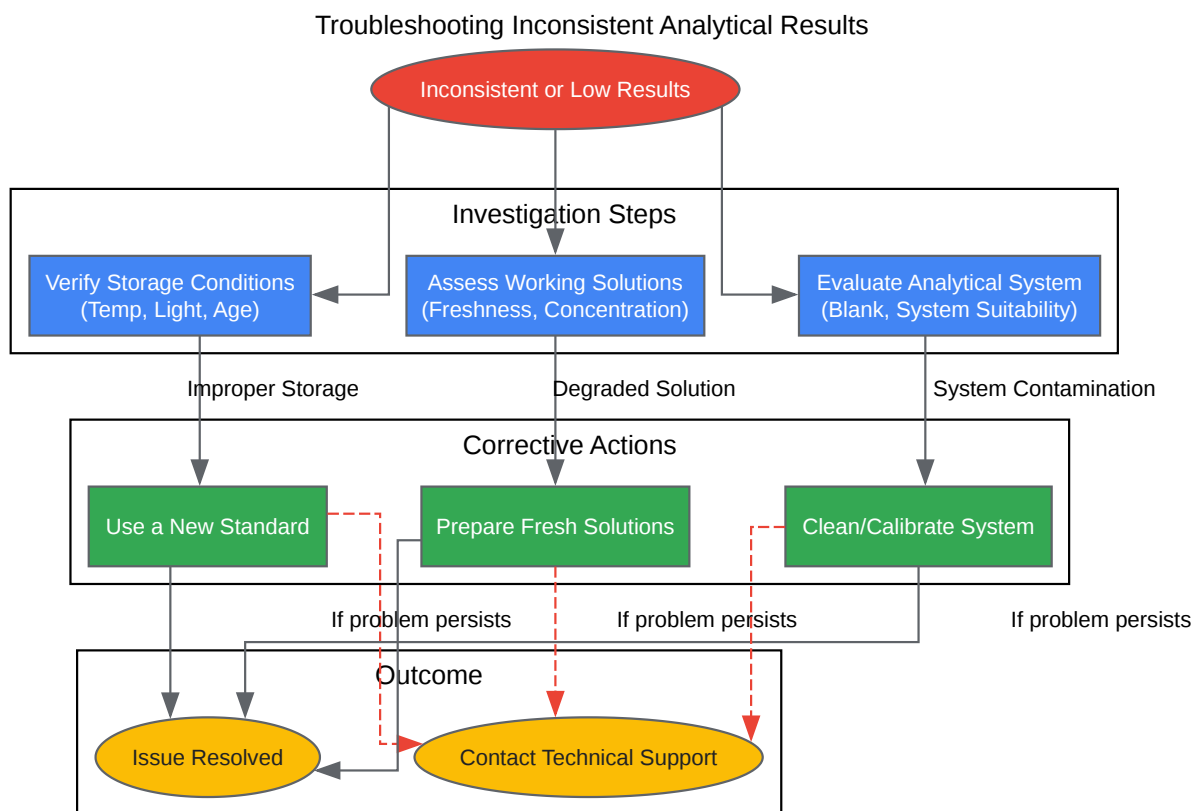 Troubleshooting Inconsistent Analytical Results
Inconsistent or Low Results
Investigation Steps
Verify Storage Conditions
(Temp, Light, Age)
Assess Working Solutions
(Freshness, Concentration)
Evaluate Analytical System
(Blank, System Suitability)
Improper Storage
Degraded Solution
System Contamination
Corrective Actions
Use a New Standard
Prepare Fresh Solutions
Clean/Calibrate System
If problem persists
If problem persists
If problem persists
Outcome
Issue Resolved
Contact Technical Support